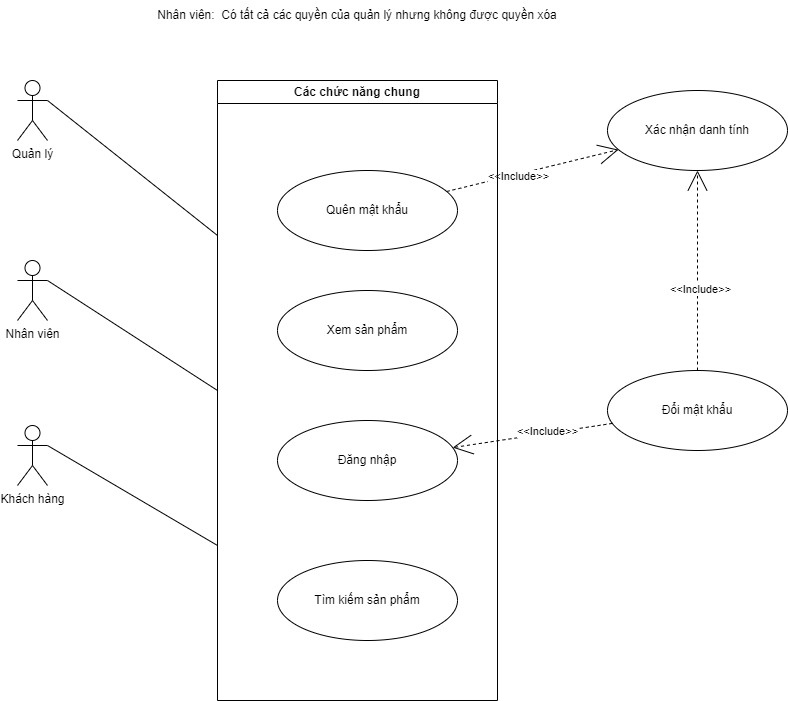 Nhân viên: Có tất cả các quyền của quản lý nhưng không được quyền xóa
Các chức năng chung
Xác nhận danh tính
Quản lý
<<Include>>
Quên mật khẩu
<<Include>>
Nhân viên
Xem sản phẩm
Đổi mật khẩu
<<Include>>
Đăng nhập
Khách hàng
Tìm kiếm sản phẩm